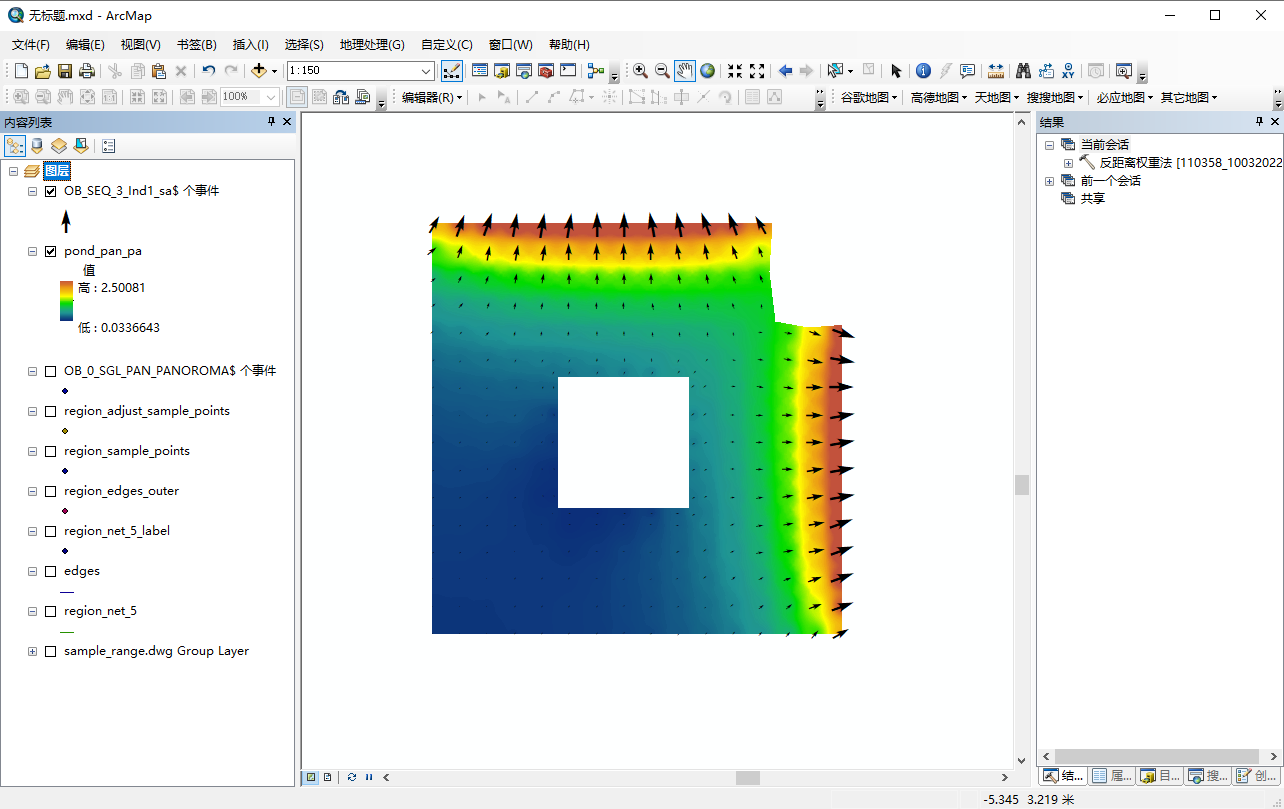 无标题.mxd - ArcMap
文件(F) 编辑(E) 视图(V) 书签(B) 插入(I) 选择(S) 地理处理(G) 自定义(C) 窗口(W) 帮助(H)
1:150
100% 编辑器(R) 谷歌地图 高德地图 天地图 搜搜地图 必应地图 其它地图
内容列表
图层
OB_SEQ_3_Ind1_sa$ 个事件
pond_pan_pa
值
高 : 2.50081
低 : 0.0336643
OB_0_SGL_PAN_PANOROMA$ 个事件
region_adjust_sample_points
region_sample_points
region_edges_outer
region_net_5_label
edges
region_net_5
sample_range.dwg Group Layer
结果
当前会话
反距离权重法 [110358_10032022
前一个会话
共享
结... 属... 目... 搜... 创...
-5.345 3.219 米